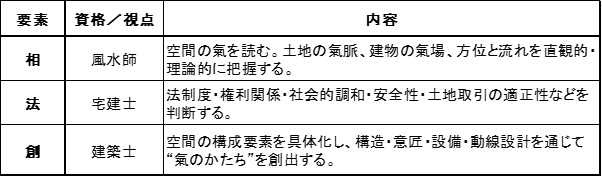 要素 資格／視点 内容
相 風水師 空間の氣を読む。土地の氣脈、建物の氣場、方位と流れを直観的・
理論的に把握する。
法 宅建士 法制度・権利関係・社会的調和・安全性・土地取引の適正性などを
判断する。
創 建築士 空間の構成要素を具体化し、構造・意匠・設備・動線設計を通じて
“氣のかたち”を創出する。